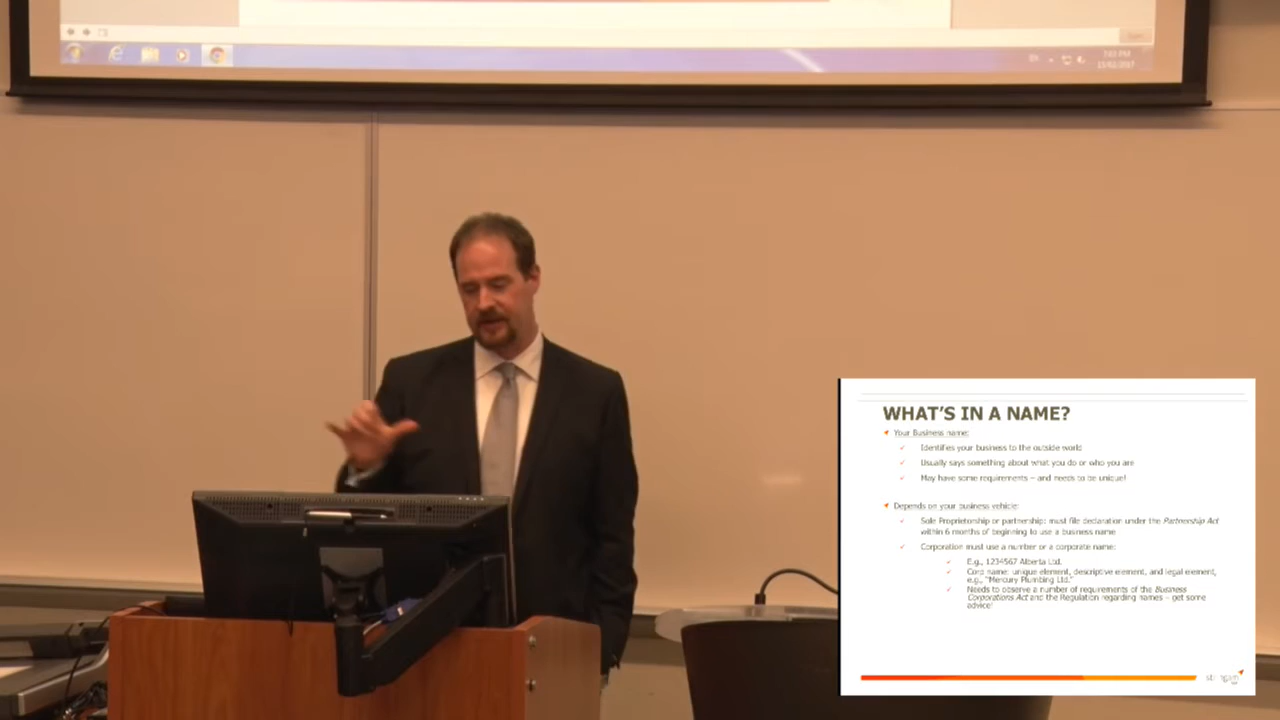 7:03 PM
WHAT'S IN A NAME?
Your Business name:
Identifies your business to the outside world
Usually says something about what you do or who you are
May have some requirements – and needs to be unique!
Depends on your business vehicle:
Sole Proprietorship or partnership: must file declaration under the Partnership Act
within 6 months of beginning to use a business name
Corporation must use a number or a corporate name:
E.g., 1234567 Alberta Ltd.
Corp name: unique element, descriptive element, and legal element,
e.g., "Mercury Plumbing Ltd."
Needs to observe a number of requirements of the Business
Corporations Act and the Regulation regarding names – get some
advice!